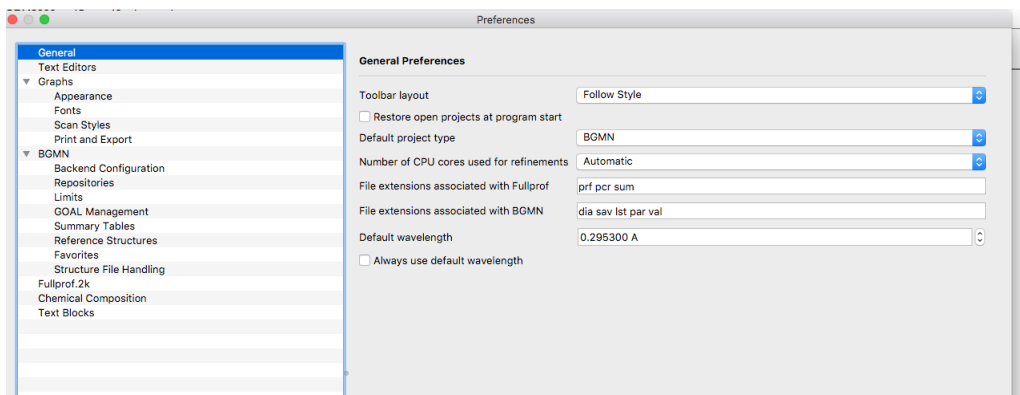 Preferences
General
Text Editors
Graphs
Appearance
Fonts
Scan Styles
Print and Export
BGMN
Backend Configuration
Repositories
Limits
GOAL Management
Summary Tables
Reference Structures
Favorites
Structure File Handling
Fullprof.2k
Chemical Composition
Text Blocks
General Preferences
Toolbar layout Follow Style
Restore open projects at program start
Default project type BGMN
Number of CPU cores used for refinements Automatic
File extensions associated with Fullprof prf pcr sum
File extensions associated with BGMN dia sav lst par val
Default wavelength 0.295300 A
Always use default wavelength